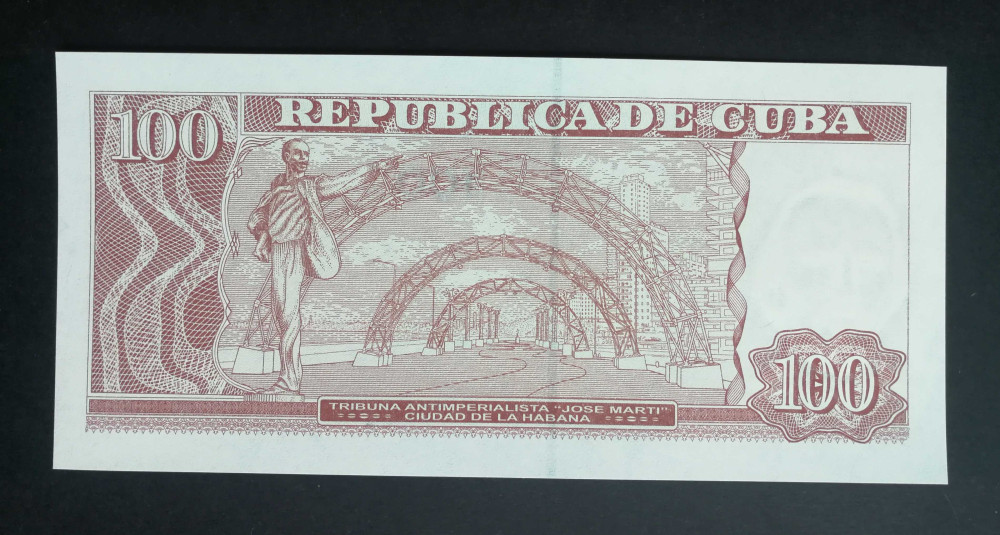 REPUBLICA DE CUBA
100
TRIBUNA ANTIMPERIALISTA "JOSE MARTI"
CIUDAD DE LA HABANA
100